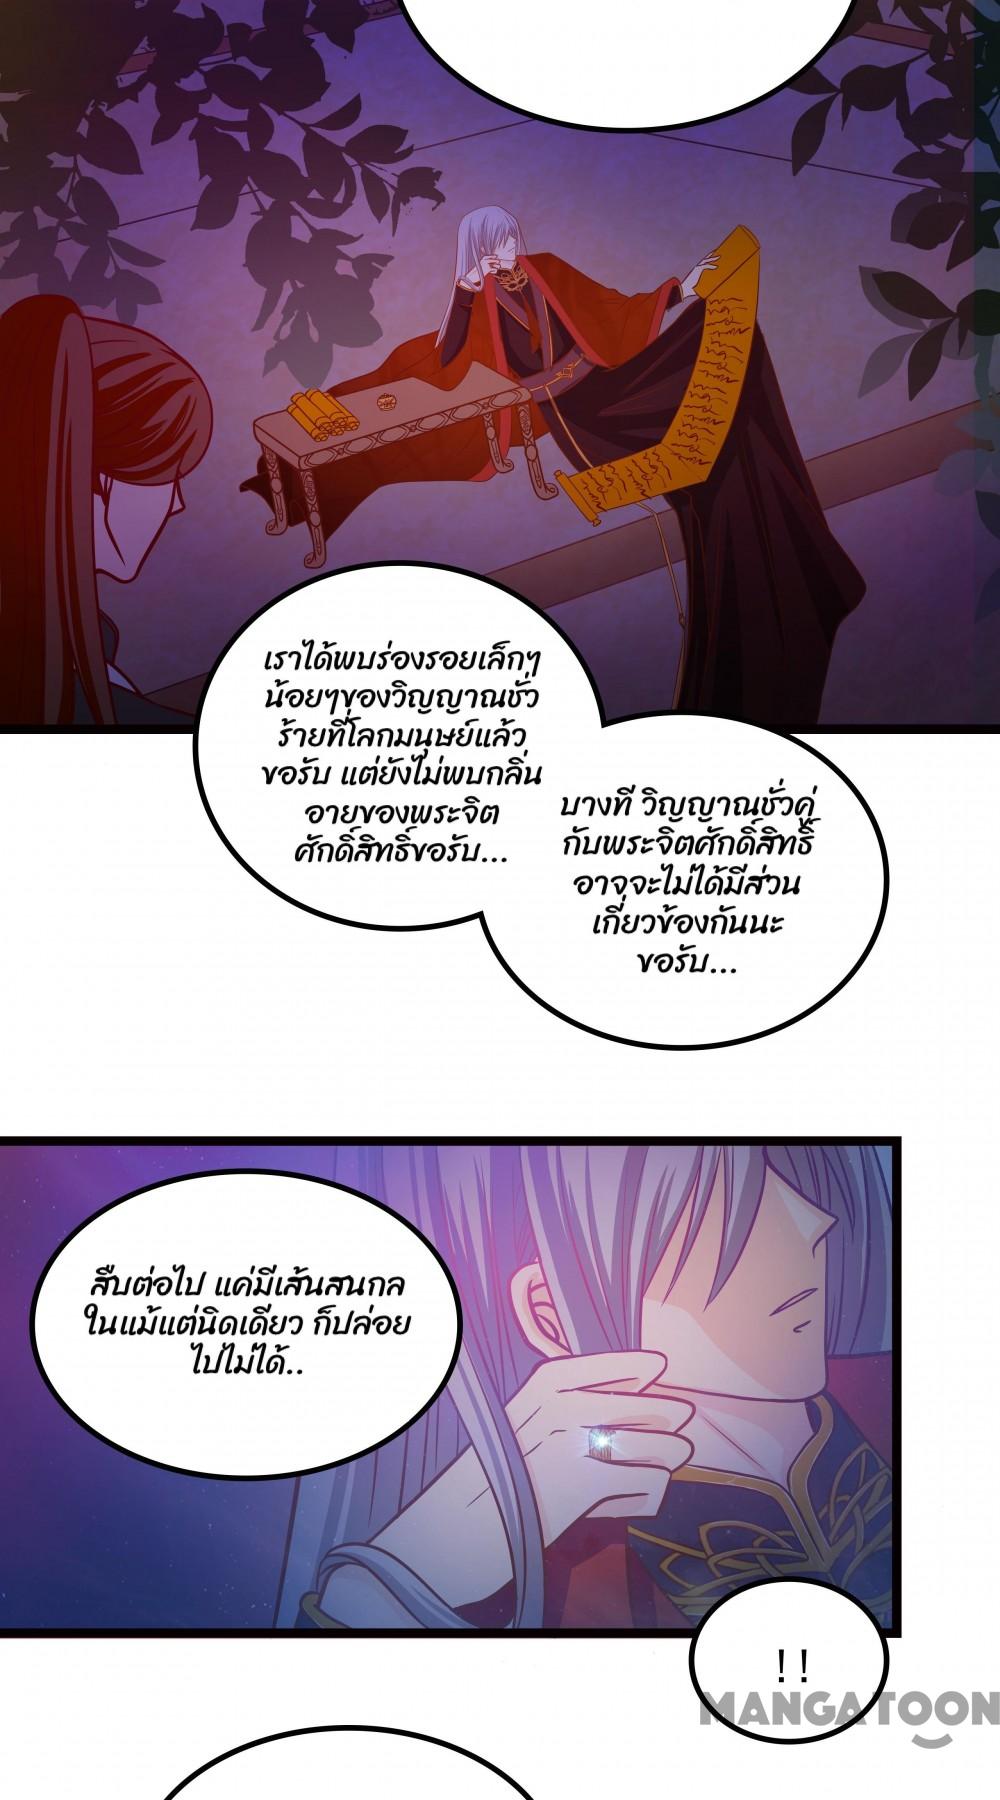 เราได้พบร่องรอยเล็กๆ
น้อยๆของวิญญาณชั่ว
ร้ายที่โลกมนุษย์แล้ว
ขอรับ แต่ยังไม่พบกลิ่น
อายของพระจิต
ศักดิ์สิทธิ์ขอรับ...
บางที วิญญาณชั่วคู่
กับพระจิตศักดิ์สิทธิ์
อาจจะไม่ได้มีส่วน
เกี่ยวข้องกันนะ
ขอรับ...
สืบต่อไป แค่มีเส้นสนกล
ในแม้แต่นิดเดียว ก็ปล่อย
ไปไม่ได้..
!!
MANGATOON